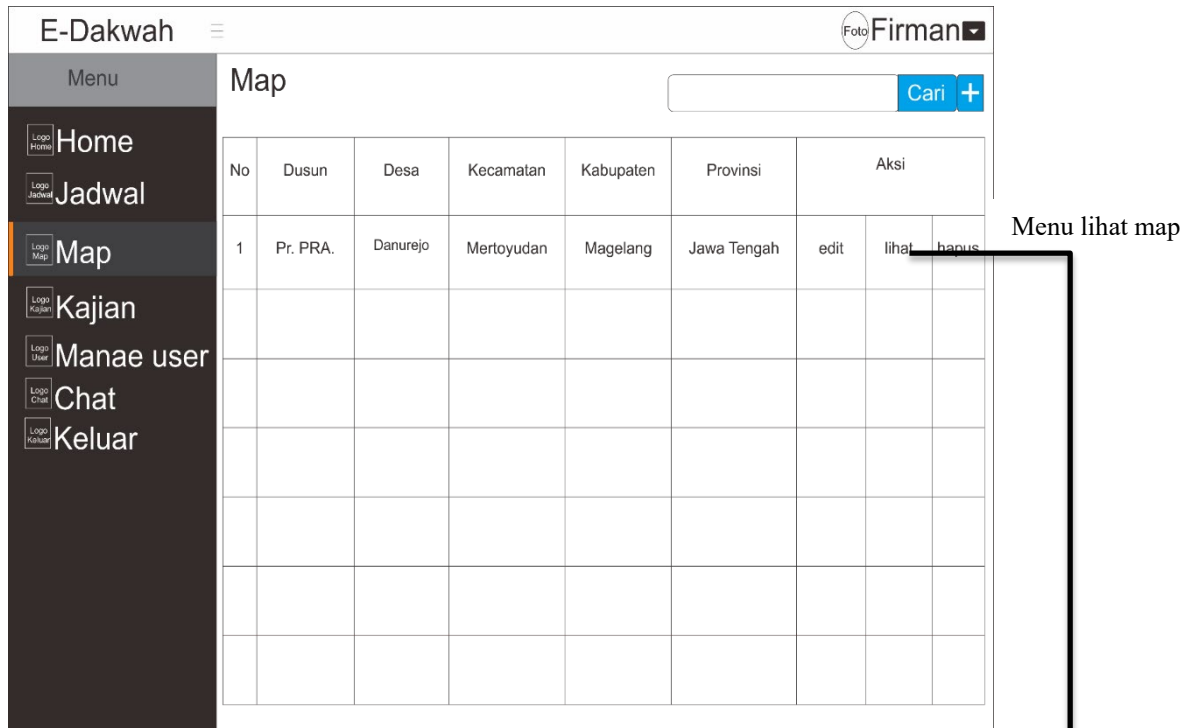 E-Dakwah
Foto Firman
Menu
Map
Cari +
Logo Home Home
Logo Jadwal Jadwal
Logo Map Map
Logo Kajian Kajian
Logo User Manae user
Logo Chat Chat
Logo Keluar Keluar
No Dusun Desa Kecamatan Kabupaten Provinsi Aksi
1 Pr. PRA. Danurejo Mertoyudan Magelang Jawa Tengah edit lihat hapus
Menu lihat map